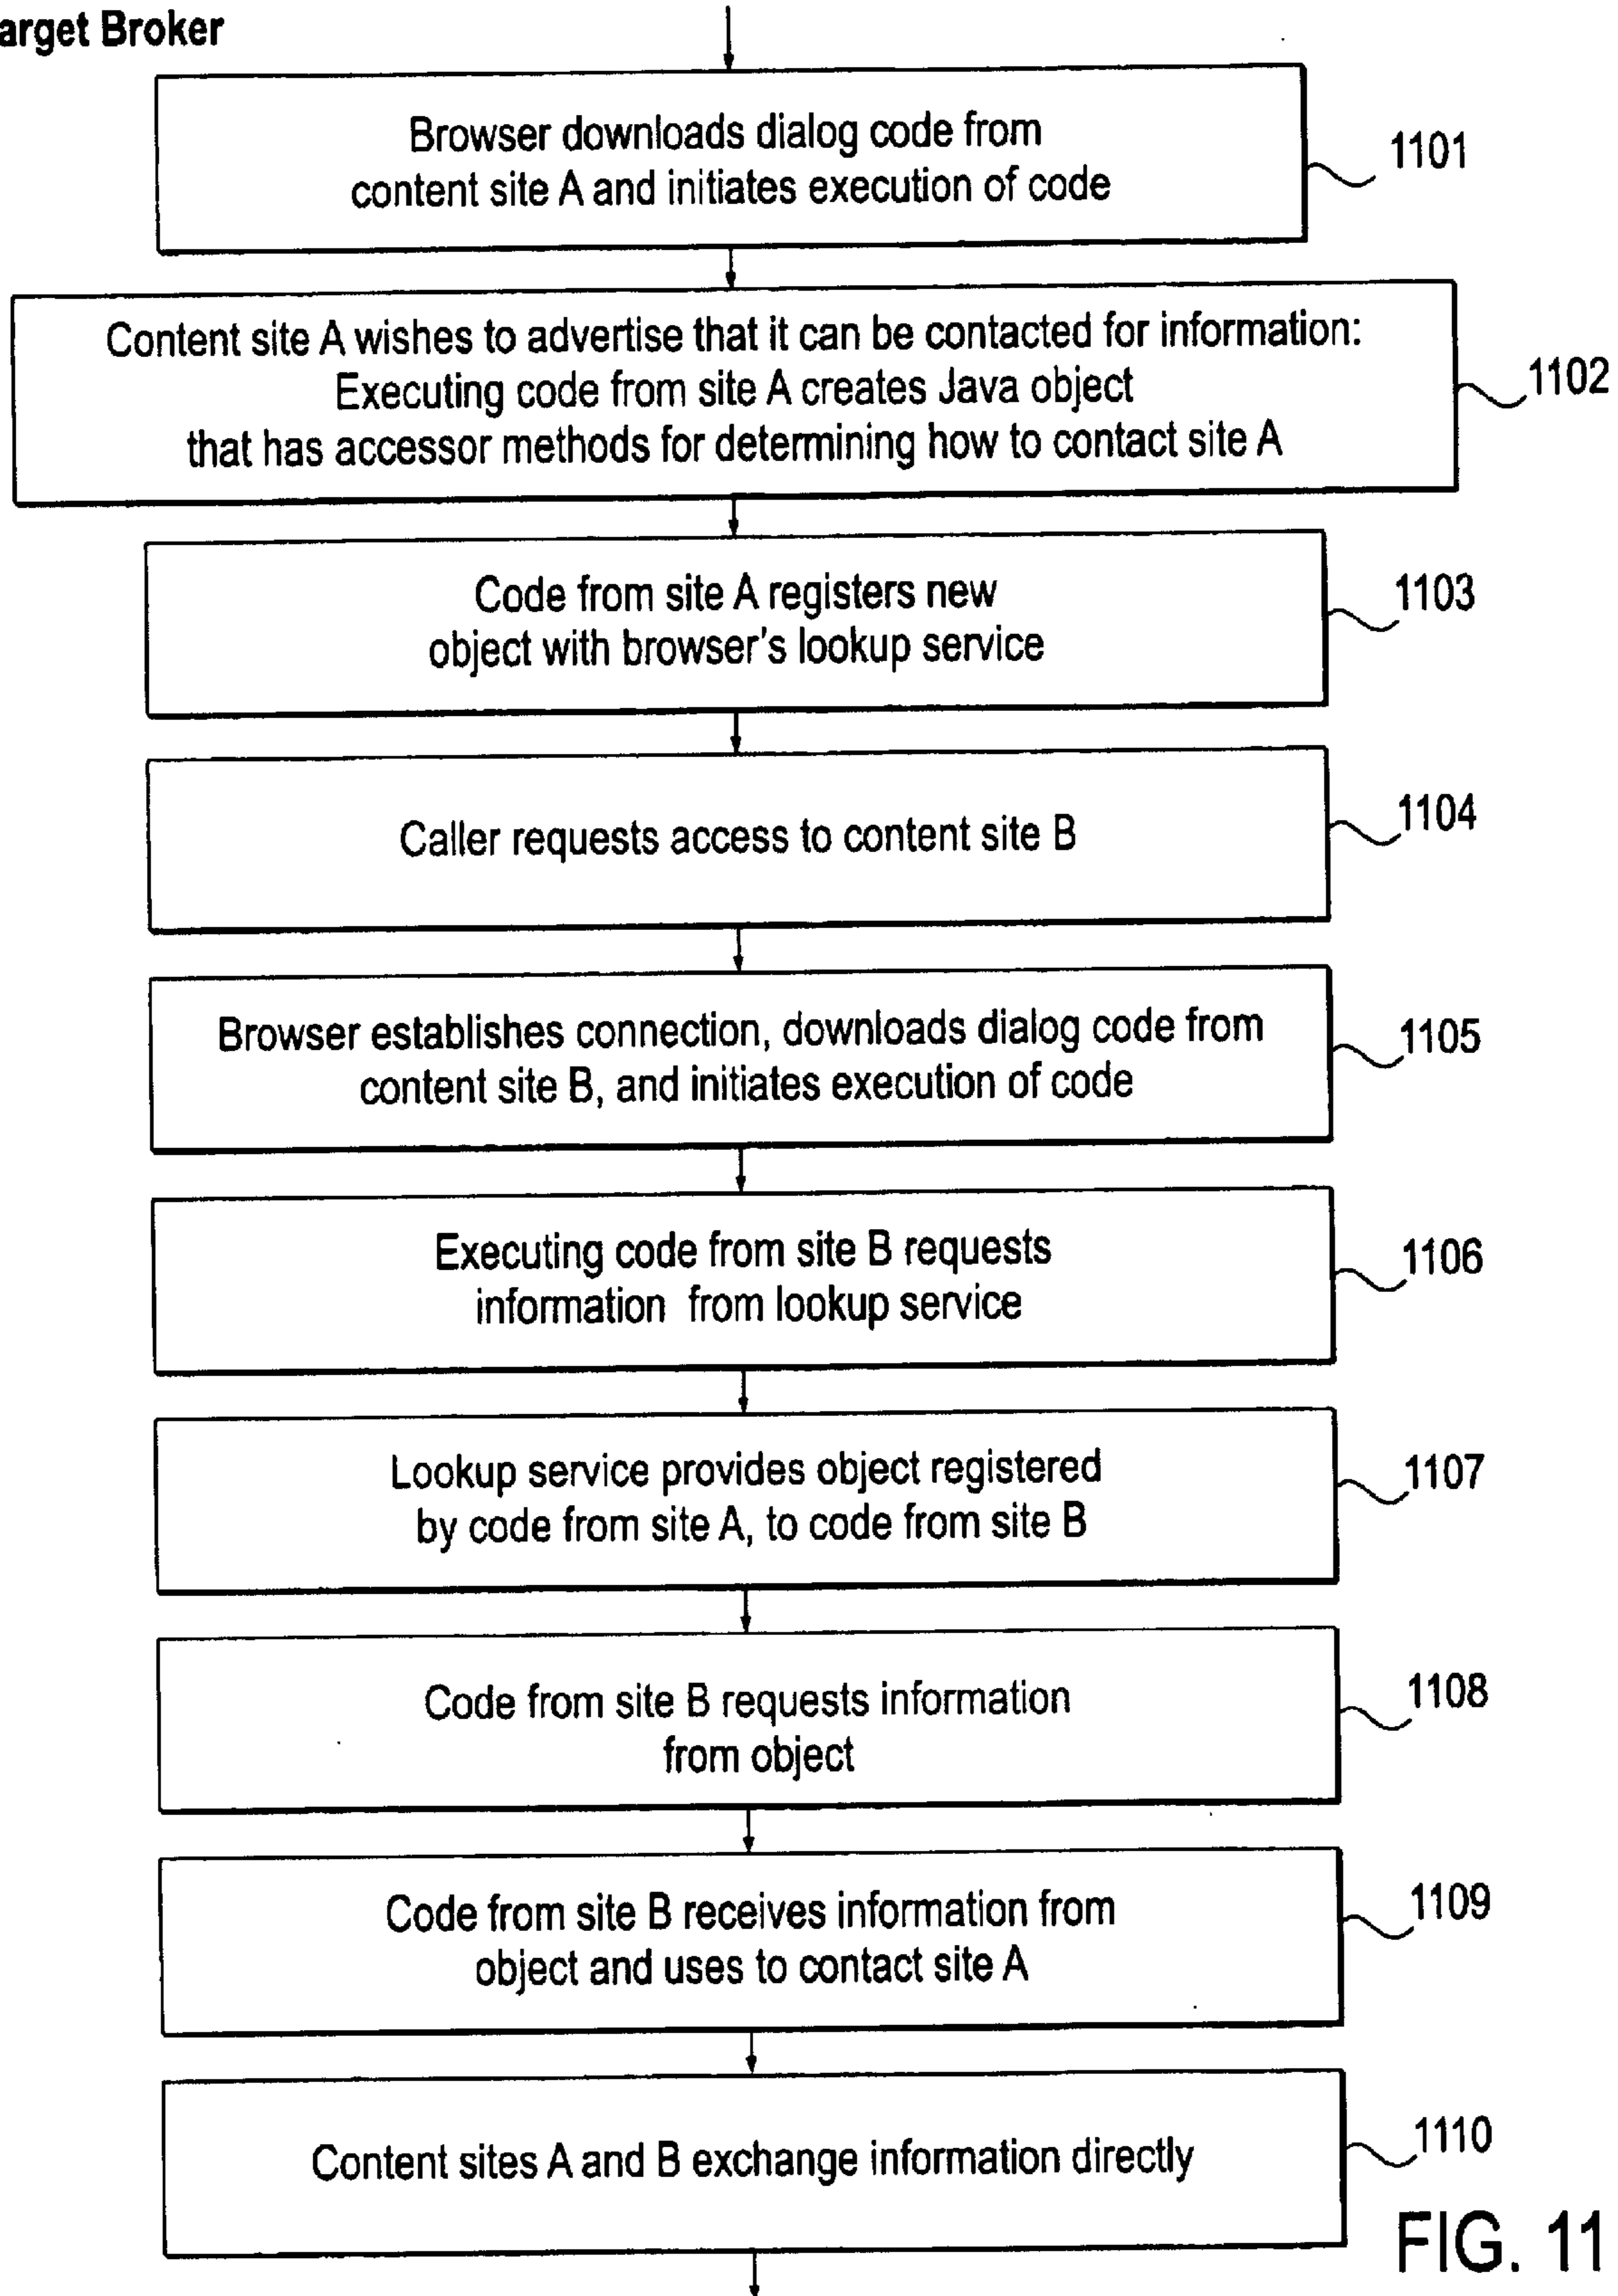 arget Broker
Browser downloads dialog code from
content site A and initiates execution of code
1101
Content site A wishes to advertise that it can be contacted for information:
Executing code from site A creates Java object
that has accessor methods for determining how to contact site A
1102
Code from site A registers new
object with browser's lookup service
1103
Caller requests access to content site B
1104
Browser establishes connection, downloads dialog code from
content site B, and initiates execution of code
1105
Executing code from site B requests
information from lookup service
1106
Lookup service provides object registered
by code from site A, to code from site B
1107
Code from site B requests information
from object
1108
Code from site B receives information from
object and uses to contact site A
1109
Content sites A and B exchange information directly
1110
FIG. 11